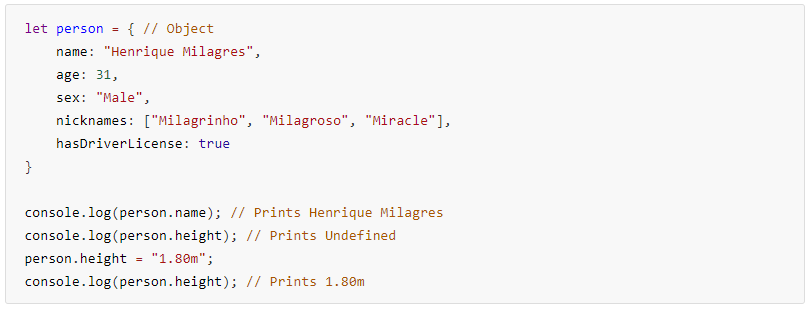 let person = { // Object
    name: "Henrique Milagres",
    age: 31,
    sex: "Male",
    nicknames: ["Milagrinho", "Milagroso", "Miracle"],
    hasDriverLicense: true
}

console.log(person.name); // Prints Henrique Milagres
console.log(person.height); // Prints Undefined
person.height = "1.80m";
console.log(person.height); // Prints 1.80m